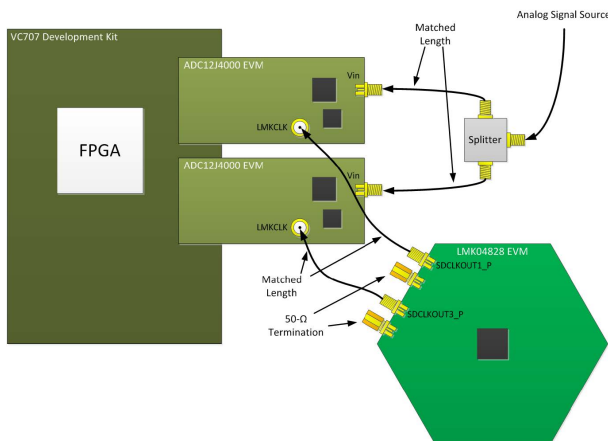 Analog Signal Source
VC707 Development Kit
Matched
Length
ADC12J4000 EVM
Vin
LMKCLK
Splitter
FPGA
ADC12J4000 EVM
Vin
LMKCLK
LMK04828 EVM
SDCLKOUT1_P
Matched
Length
SDCLKOUT3_P
50-Ω
Termination